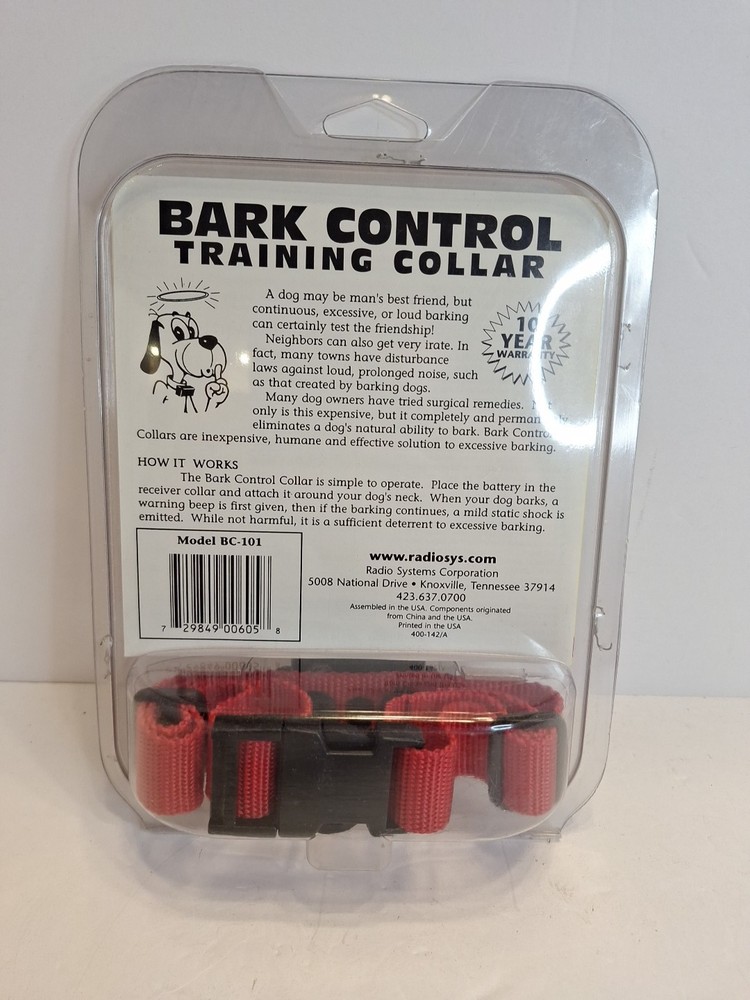 BARK CONTROL
TRAINING COLLAR
A dog may be man's best friend, but
continuous, excessive, or loud barking
can certainly test the friendship!
Neighbors can also get very irate. In
fact, many towns have disturbance
laws against loud, prolonged noise, such
as that created by barking dogs.
10
YEAR
WARRANTY
Many dog owners have tried surgical remedies. Not
only is this expensive, but it completely and permanently
eliminates a dog's natural ability to bark. Bark Control
Collars are inexpensive, humane and effective solution to excessive barking.
HOW IT WORKS
The Bark Control Collar is simple to operate. Place the battery in the
receiver collar and attach it around your dog's neck. When your dog barks, a
warning beep is first given, then if the barking continues, a mild static shock is
emitted. While not harmful, it is a sufficient deterrent to excessive barking.
Model BC-101
7 29849 00605 8
www.radiosys.com
Radio Systems Corporation
5008 National Drive • Knoxville, Tennessee 37914
423.637.0700
Assembled in the USA. Components originated
from China and the USA.
Printed in the USA
400-142/A